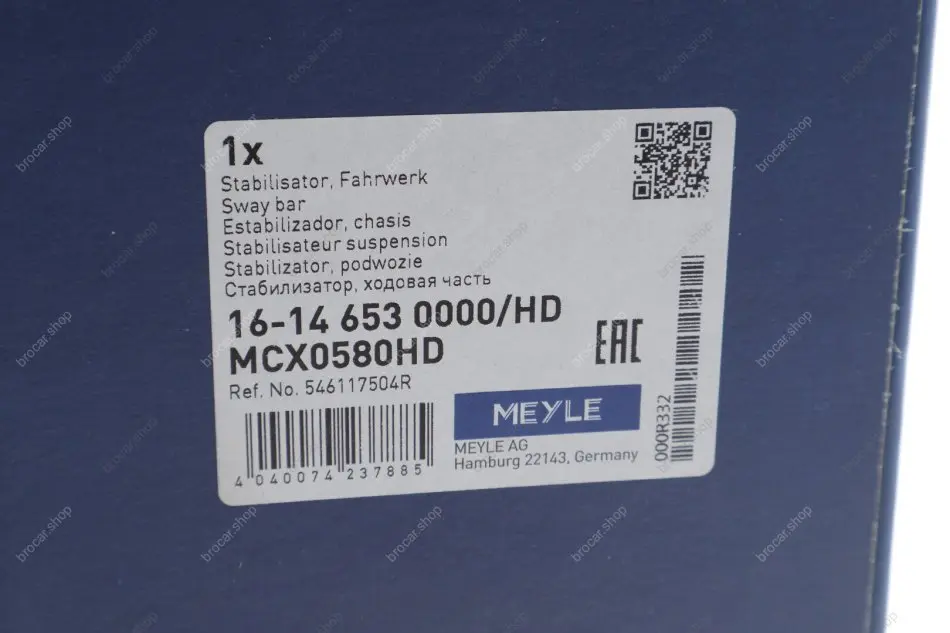 1x
Stabilisator, Fahrwerk
Sway bar
Estabilizador, chasis
Stabilisateur suspension
Stabilizator, podwozie
Стабилизатор, ходовая часть
16-14 653 0000/HD
MCX0580HD
Ref. No. 546117504R
EAC
MEYLE
MEYLE AG
Hamburg 22143, Germany
4 040074 237885
000R332
brocar.shop